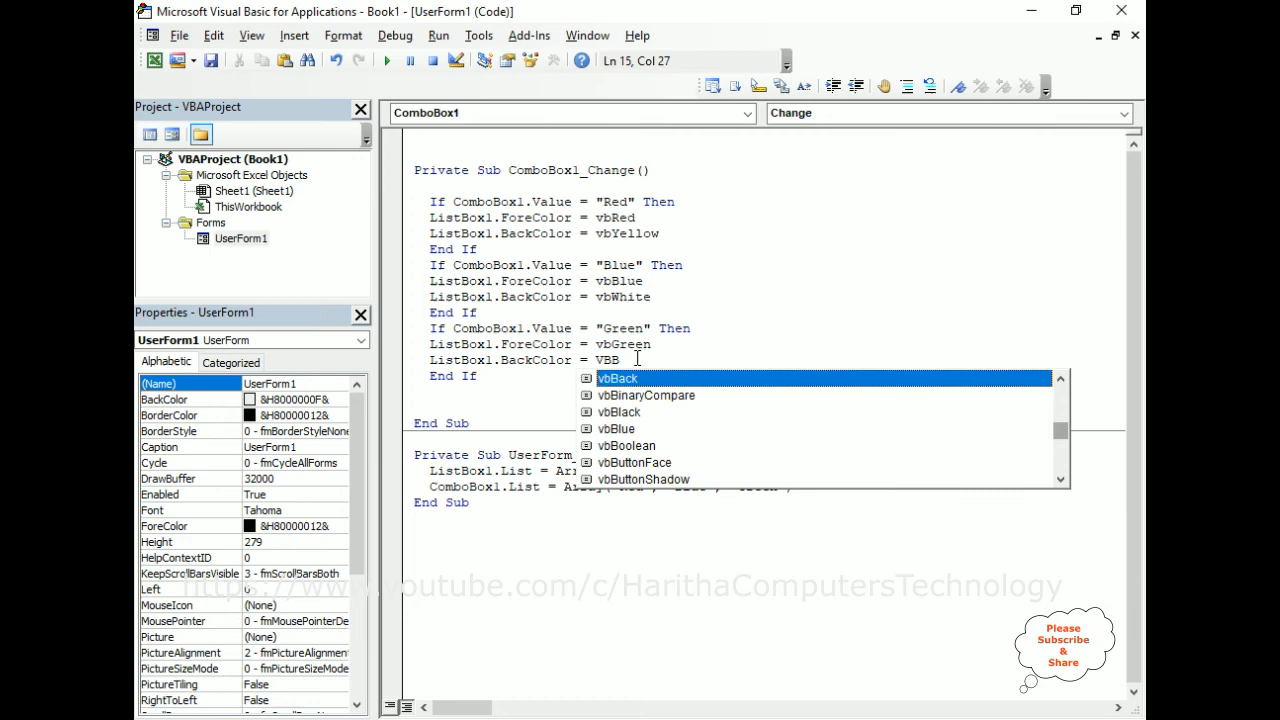 Microsoft Visual Basic for Applications - Book1 - [UserForm1 (Code)]
File Edit View Insert Format Debug Run Tools Add-Ins Window Help
Ln 15, Col 27
Project - VBAProject
ComboBox1
Change
VBAProject (Book1)
Microsoft Excel Objects
Sheet1 (Sheet1)
ThisWorkbook
Forms
UserForm1
Properties - UserForm1
UserForm1 UserForm
Alphabetic Categorized
(Name) UserForm1
BackColor &H8000000F&
BorderColor &H80000012&
BorderStyle 0 - fmBorderStyleNone
Caption UserForm1
Cycle 0 - fmCycleAllForms
DrawBuffer 32000
Enabled True
Font Tahoma
ForeColor &H80000012&
Height 279
HelpContextID 0
KeepScrollBarsVisible 3 - fmScrollBarsBoth
Left 0
MouseIcon (None)
MousePointer 0 - fmMousePointerDe
Picture (None)
PictureAlignment 2 - fmPictureAlignment
PictureSizeMode 0 - fmPictureSizeMode
PictureTiling False
RightToLeft False
Private Sub ComboBox1_Change()
If ComboBox1.Value = "Red" Then
ListBox1.ForeColor = vbRed
ListBox1.BackColor = vbYellow
End If
If ComboBox1.Value = "Blue" Then
ListBox1.ForeColor = vbBlue
ListBox1.BackColor = vbWhite
End If
If ComboBox1.Value = "Green" Then
ListBox1.ForeColor = vbGreen
ListBox1.BackColor = VBB
End If
End Sub
Private Sub UserForm_
ListBox1.List = Arr
ComboBox1.List =
End Sub
vbBack
vbBinaryCompare
vbBlack
vbBlue
vbBoolean
vbButtonFace
vbButtonShadow
https://www.youtube.com/c/HarithaComputersTechnology
Please
Subscribe
&
Share